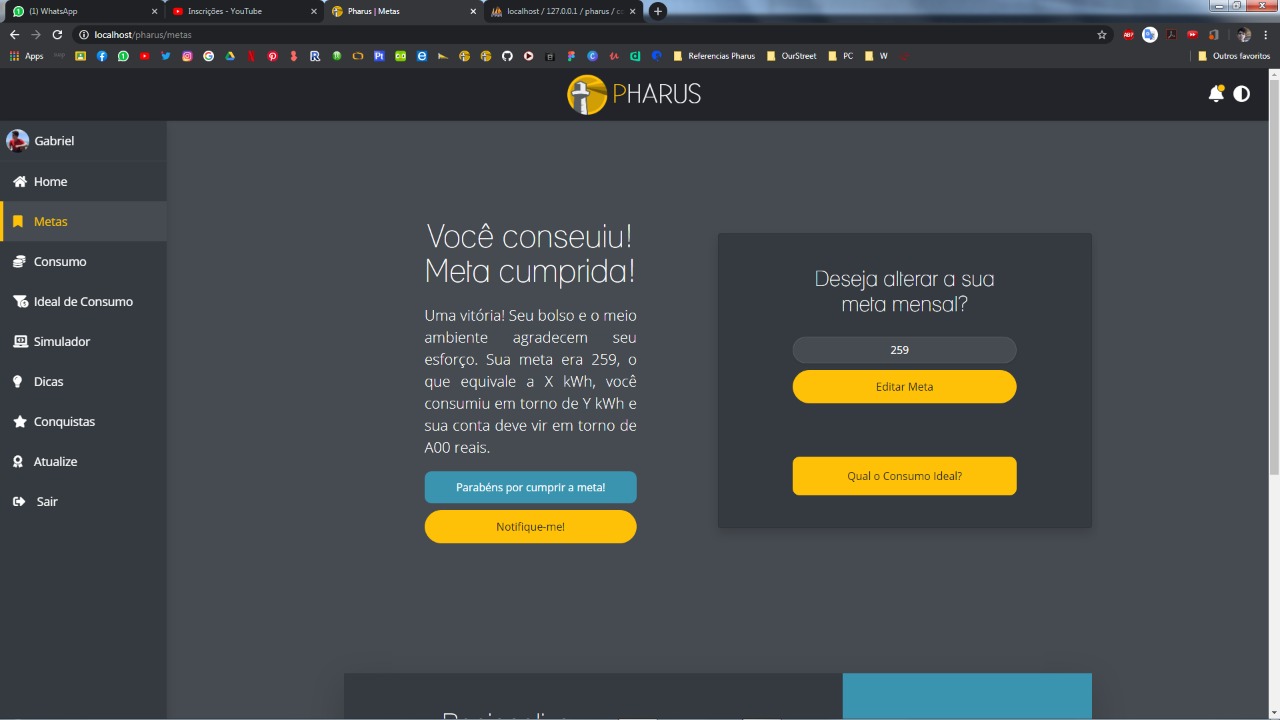 (1) WhatsApp
Inscrições - YouTube
Pharus | Metas
localhost / 127.0.0.1 / pharus / co
localhost/pharus/metas
Apps
Referencias Pharus
OurStreet
PC
W
Outros favoritos
PHARUS
Gabriel
Home
Metas
Consumo
Ideal de Consumo
Simulador
Dicas
Conquistas
Atualize
Sair
Você conseuiu!
Meta cumprida!
Uma vitória! Seu bolso e o meio
ambiente agradecem seu
esforço. Sua meta era 259, o
que equivale a X kWh, você
consumiu em torno de Y kWh e
sua conta deve vir em torno de
A00 reais.
Parabéns por cumprir a meta!
Notifique-me!
Deseja alterar a sua
meta mensal?
259
Editar Meta
Qual o Consumo Ideal?